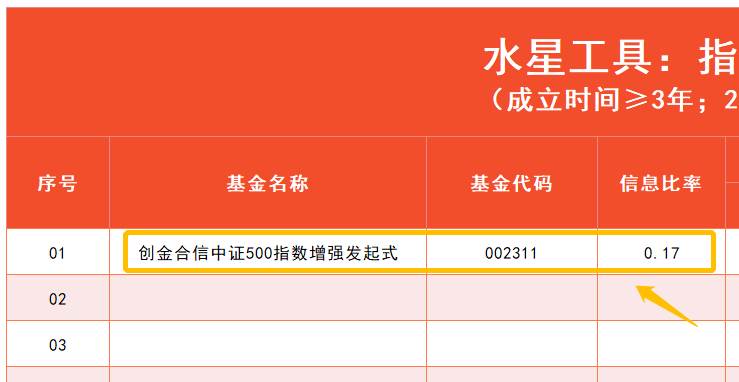 水星工具：指
（成立时间≥3年；2
序号 基金名称 基金代码 信息比率
01 创金合信中证500指数增强发起式 002311 0.17
02
03